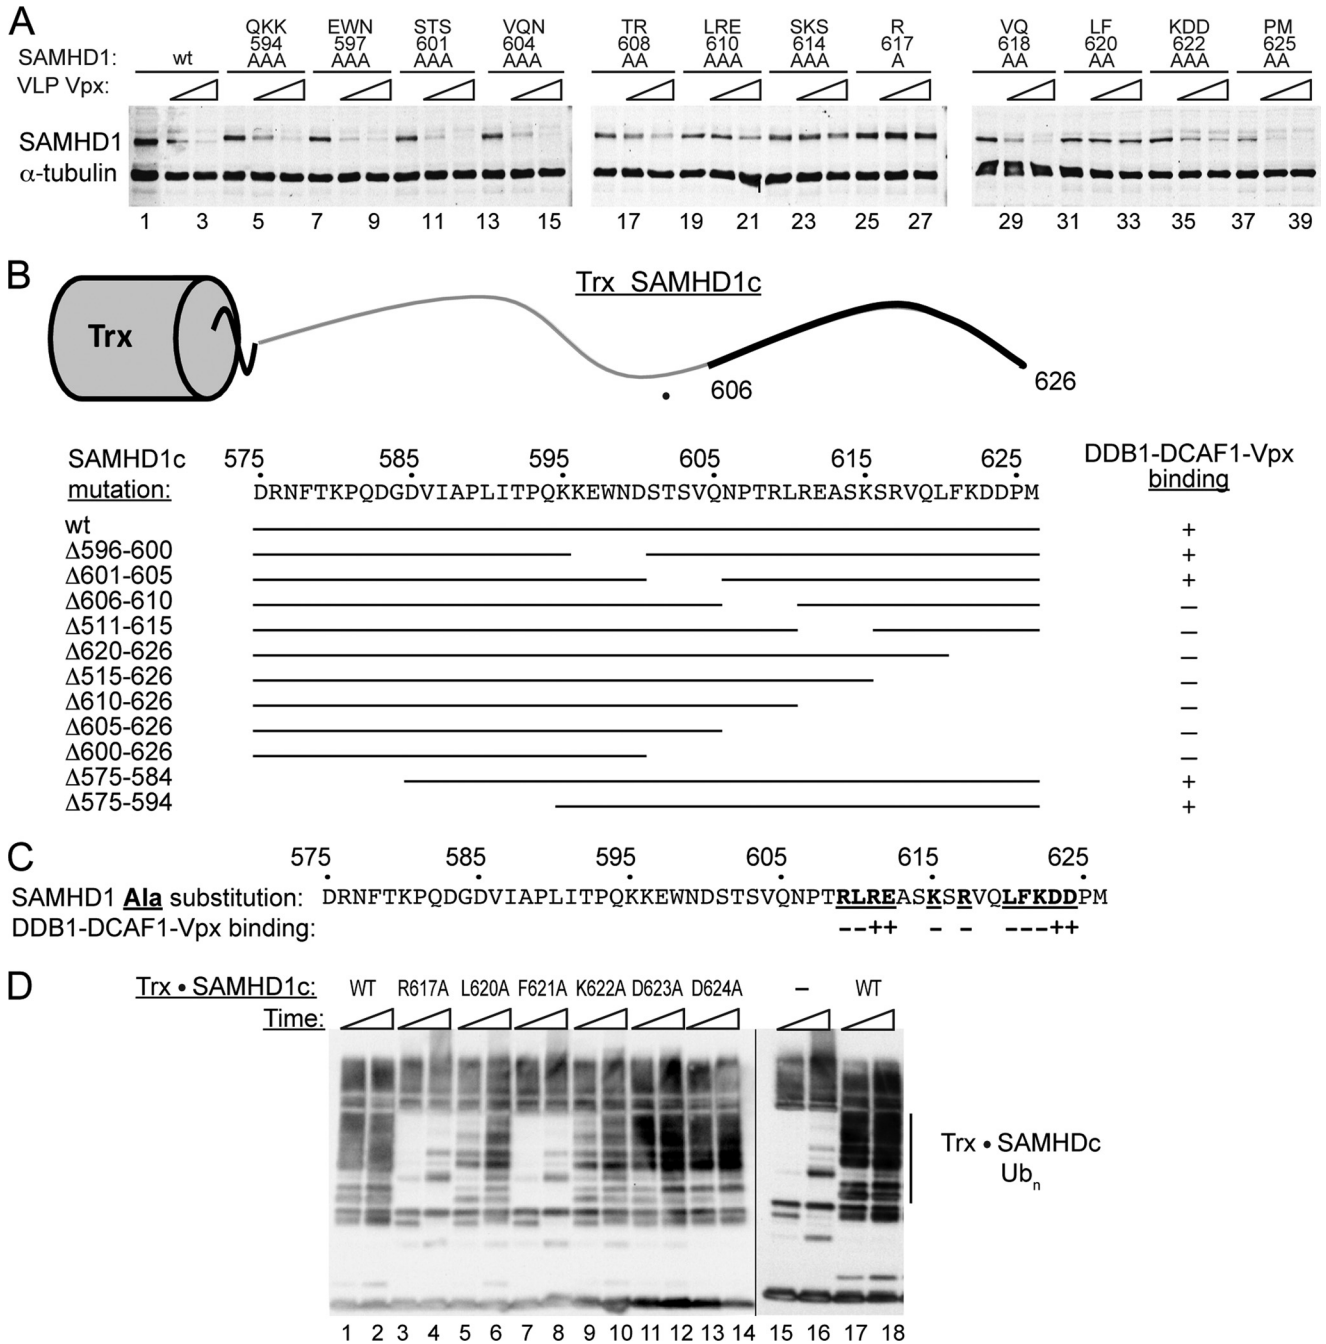 A
QKK EWN STS VQN TR LRE SKS R VQ LF KDD PM
594 597 601 604 608 610 614 617 618 620 622 625
SAMHD1: wt AAA AAA AAA AAA AA AAA AAA A AA AA AAA AA
VLP Vpx:
SAMHD1
α-tubulin
1 3 5 7 9 11 13 15 17 19 21 23 25 27 29 31 33 35 37 39
B
Trx SAMHD1c
Trx
606
626
SAMHD1c 575 585 595 605 615 625 DDB1-DCAF1-Vpx
mutation: DRNFTKPQDGDVIAPLITPQKKEWNDSTSVQNPTRLREASKSRVQLFKDDPM binding
wt +
Δ596-600 +
Δ601-605 +
Δ606-610 –
Δ511-615 –
Δ620-626 –
Δ515-626 –
Δ610-626 –
Δ605-626 –
Δ600-626 –
Δ575-584 +
Δ575-594 +
C
575 585 595 605 615 625
SAMHD1 Ala substitution: DRNFTKPQDGDVIAPLITPQKKEWNDSTSVQNPTRLREASKSRVQLFKDDPM
DDB1-DCAF1-Vpx binding: --++ - - ---++
D
Trx • SAMHD1c: WT R617A L620A F621A K622A D623A D624A – WT
Time:
Trx • SAMHDc
Ubn
1 2 3 4 5 6 7 8 9 10 11 12 13 14 15 16 17 18